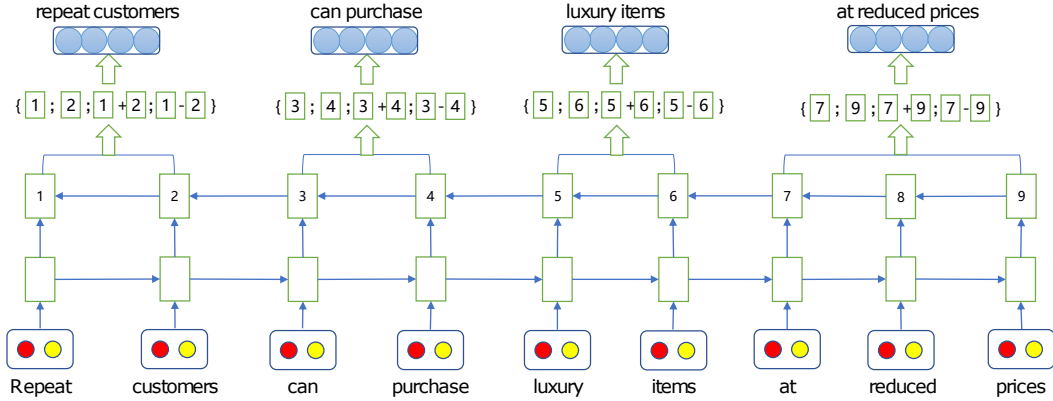 repeat customers can purchase luxury items at reduced prices
{ 1 ; 2 ; 1 + 2 ; 1 - 2 } { 3 ; 4 ; 3 + 4 ; 3 - 4 } { 5 ; 6 ; 5 + 6 ; 5 - 6 } { 7 ; 9 ; 7 + 9 ; 7 - 9 }
1 2 3 4 5 6 7 8 9
Repeat customers can purchase luxury items at reduced prices